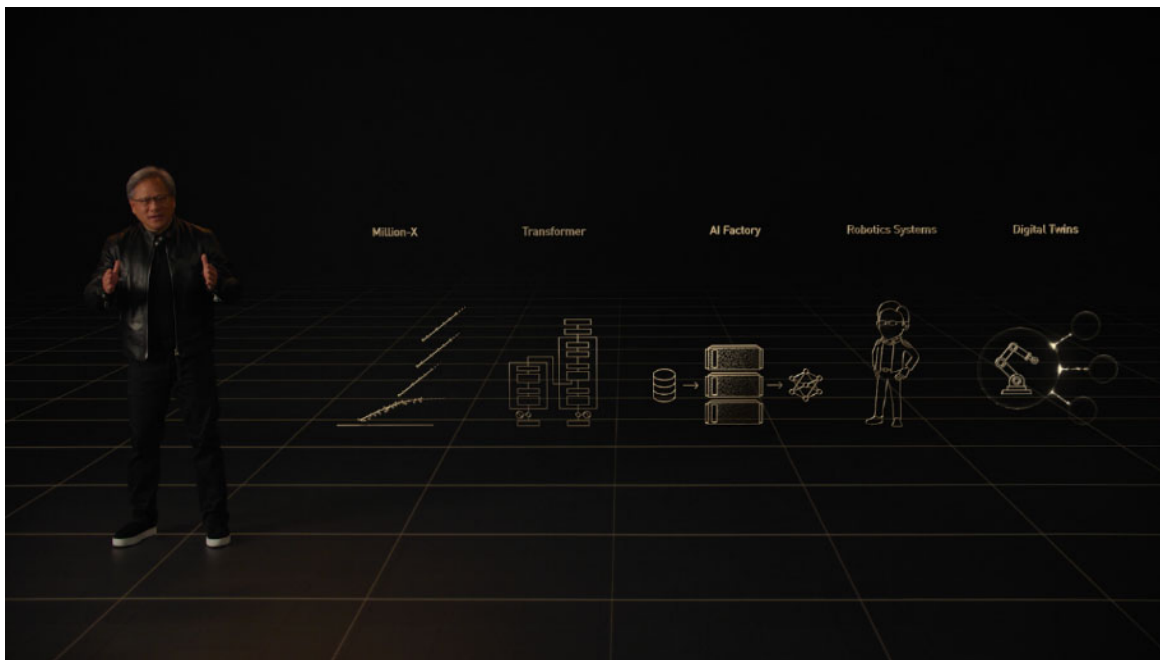 Million-X
Transformer
AI Factory
Robotics Systems
Digital Twins